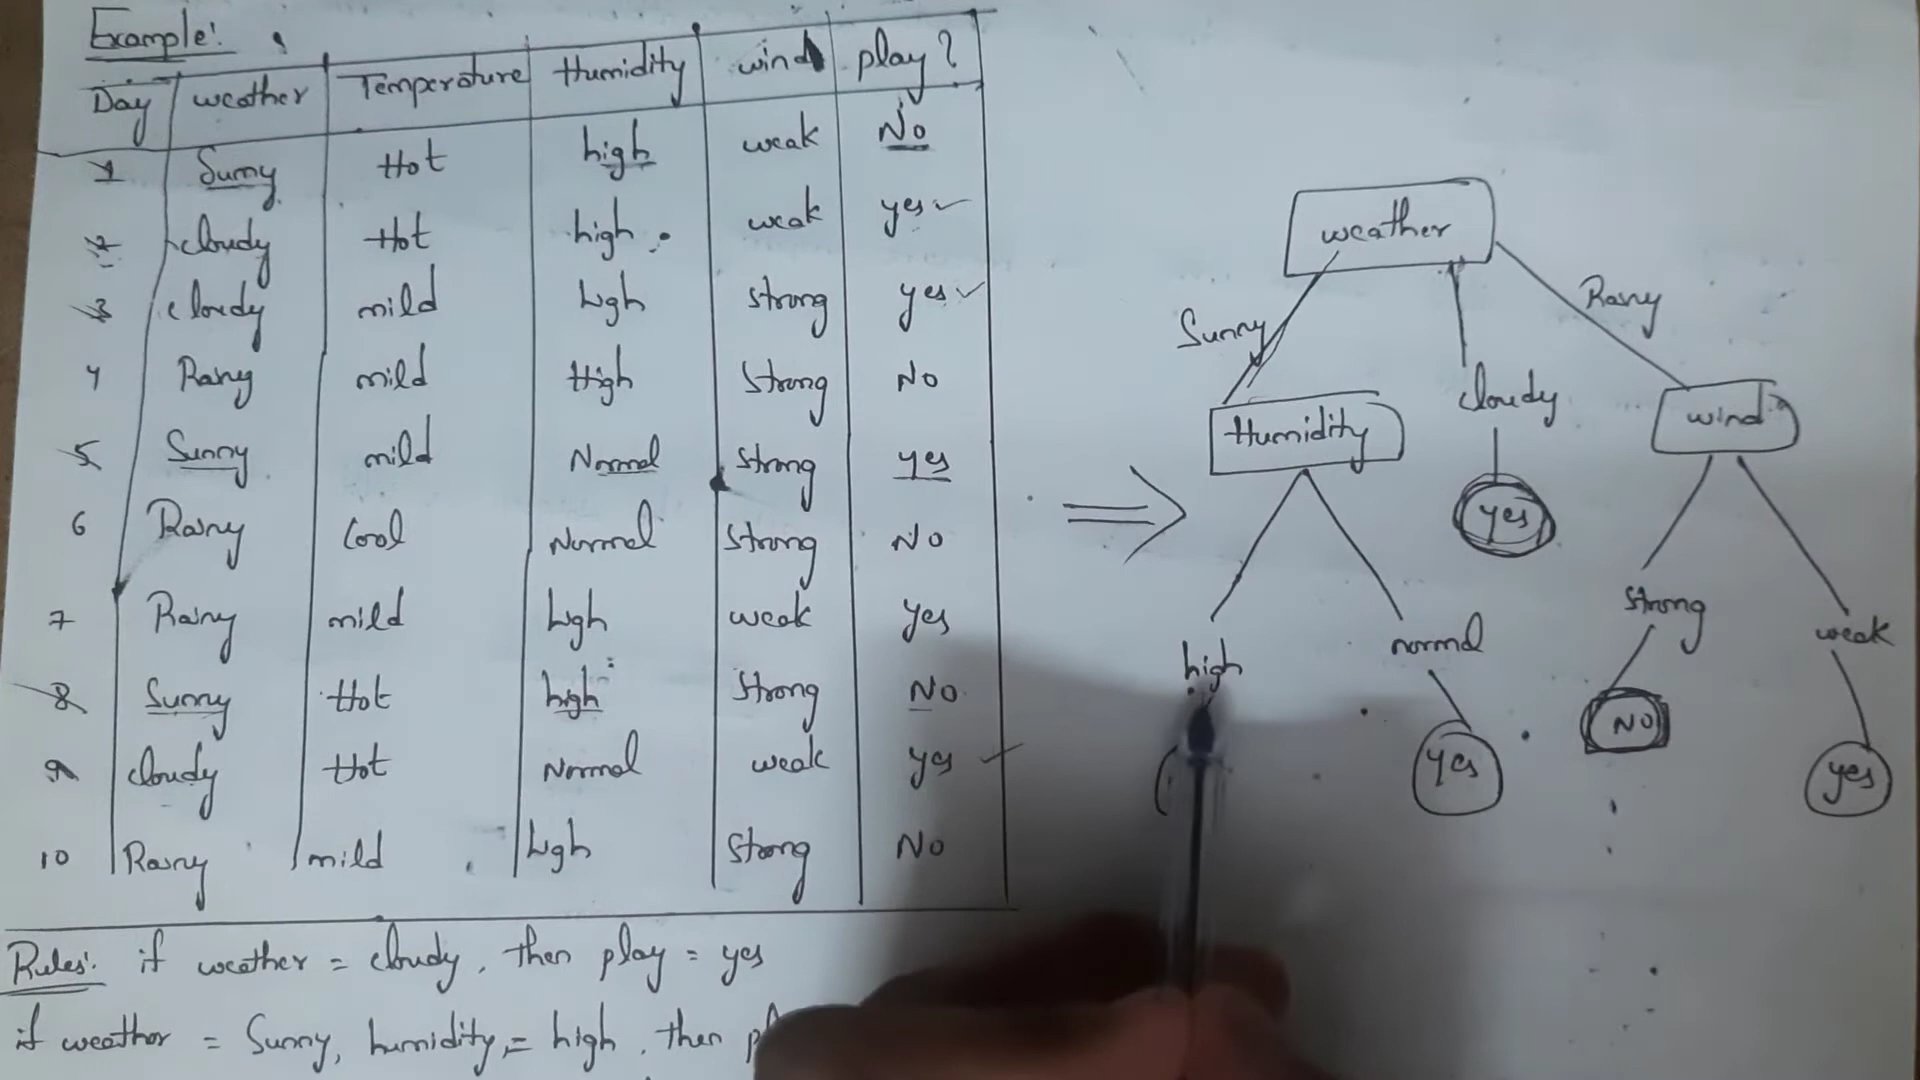 Example:
Day weather Temperature Humidity wind play?
1 Sunny Hot high weak No
2 cloudy Hot high weak yes
3 cloudy mild high strong yes
4 Rainy mild High Strong No
5 Sunny mild Normal Strong yes
6 Rainy Cool Normal Strong No
7 Rainy mild high weak yes
8 Sunny Hot high Strong No
9 cloudy Hot Normal weak yes
10 Rainy mild high Strong No
Rules: if weather = cloudy, then play = yes
if weather = Sunny, humidity = high, then
weather
Sunny
cloudy
Rainy
Humidity
yes
wind
high
normal
yes
strong
weak
NO
yes